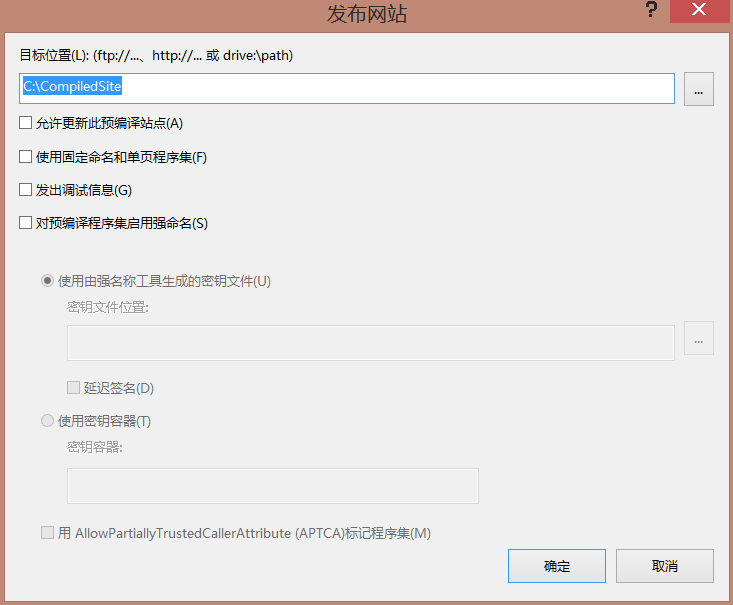 发布网站
?
目标位置(L): (ftp://...、http://... 或 drive:\path)
C:\CompiledSite
...
允许更新此预编译站点(A)
使用固定命名和单页程序集(F)
发出调试信息(G)
对预编译程序集启用强命名(S)
使用由强名称工具生成的密钥文件(U)
密钥文件位置:
...
延迟签名(D)
使用密钥容器(T)
密钥容器:
用 AllowPartiallyTrustedCallerAttribute (APTCA)标记程序集(M)
确定
取消